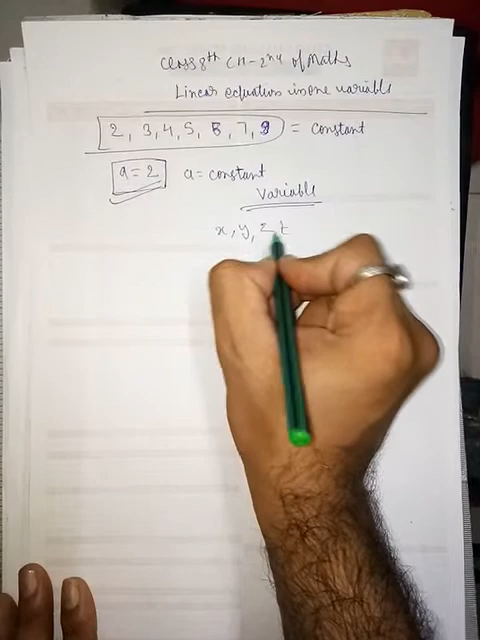 Class 8th CH-2nd of Maths
Linear equation in one variable
2, 3, 4, 5, 6, 7, 9 = constant
a = 2 a = constant
Variable
x, y, z t